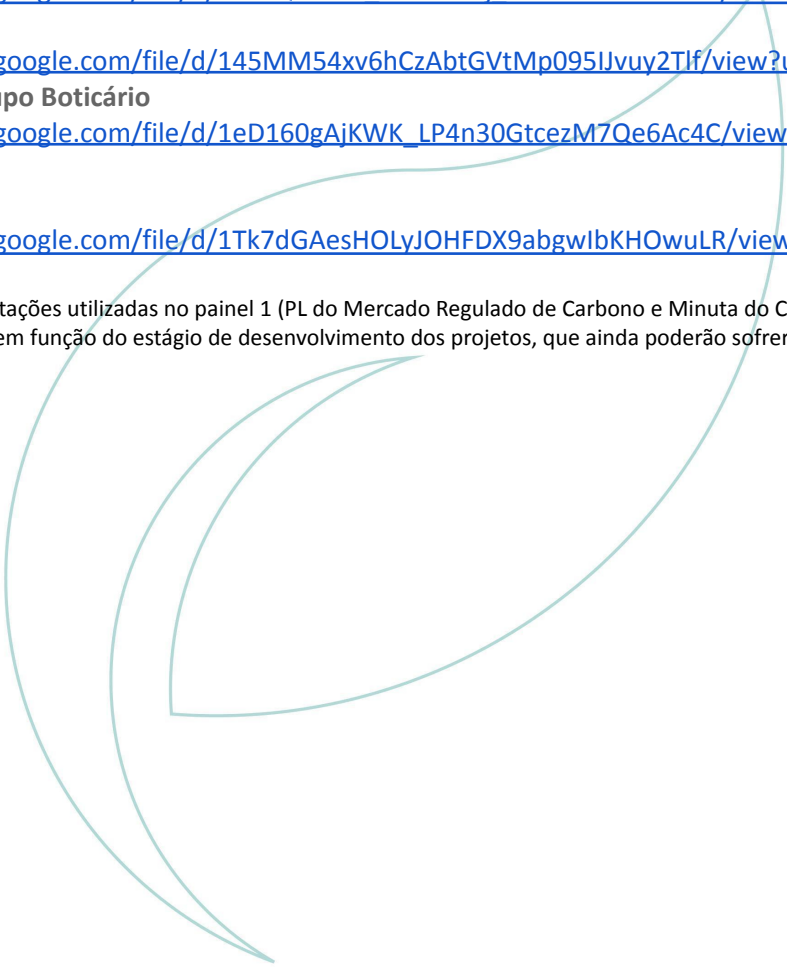 google.com/file/d/145MM54xv6hCzAbtGVtMp095IJvuy2Tlf/view?u
upo Boticário
google.com/file/d/1eD160gAjKWK_LP4n30GtcezM7Qe6Ac4C/view
google.com/file/d/1Tk7dGAesHOLyJOHFDX9abgwIbKHOwuLR/view
tações utilizadas no painel 1 (PL do Mercado Regulado de Carbono e Minuta do C
em função do estágio de desenvolvimento dos projetos, que ainda poderão sofrer